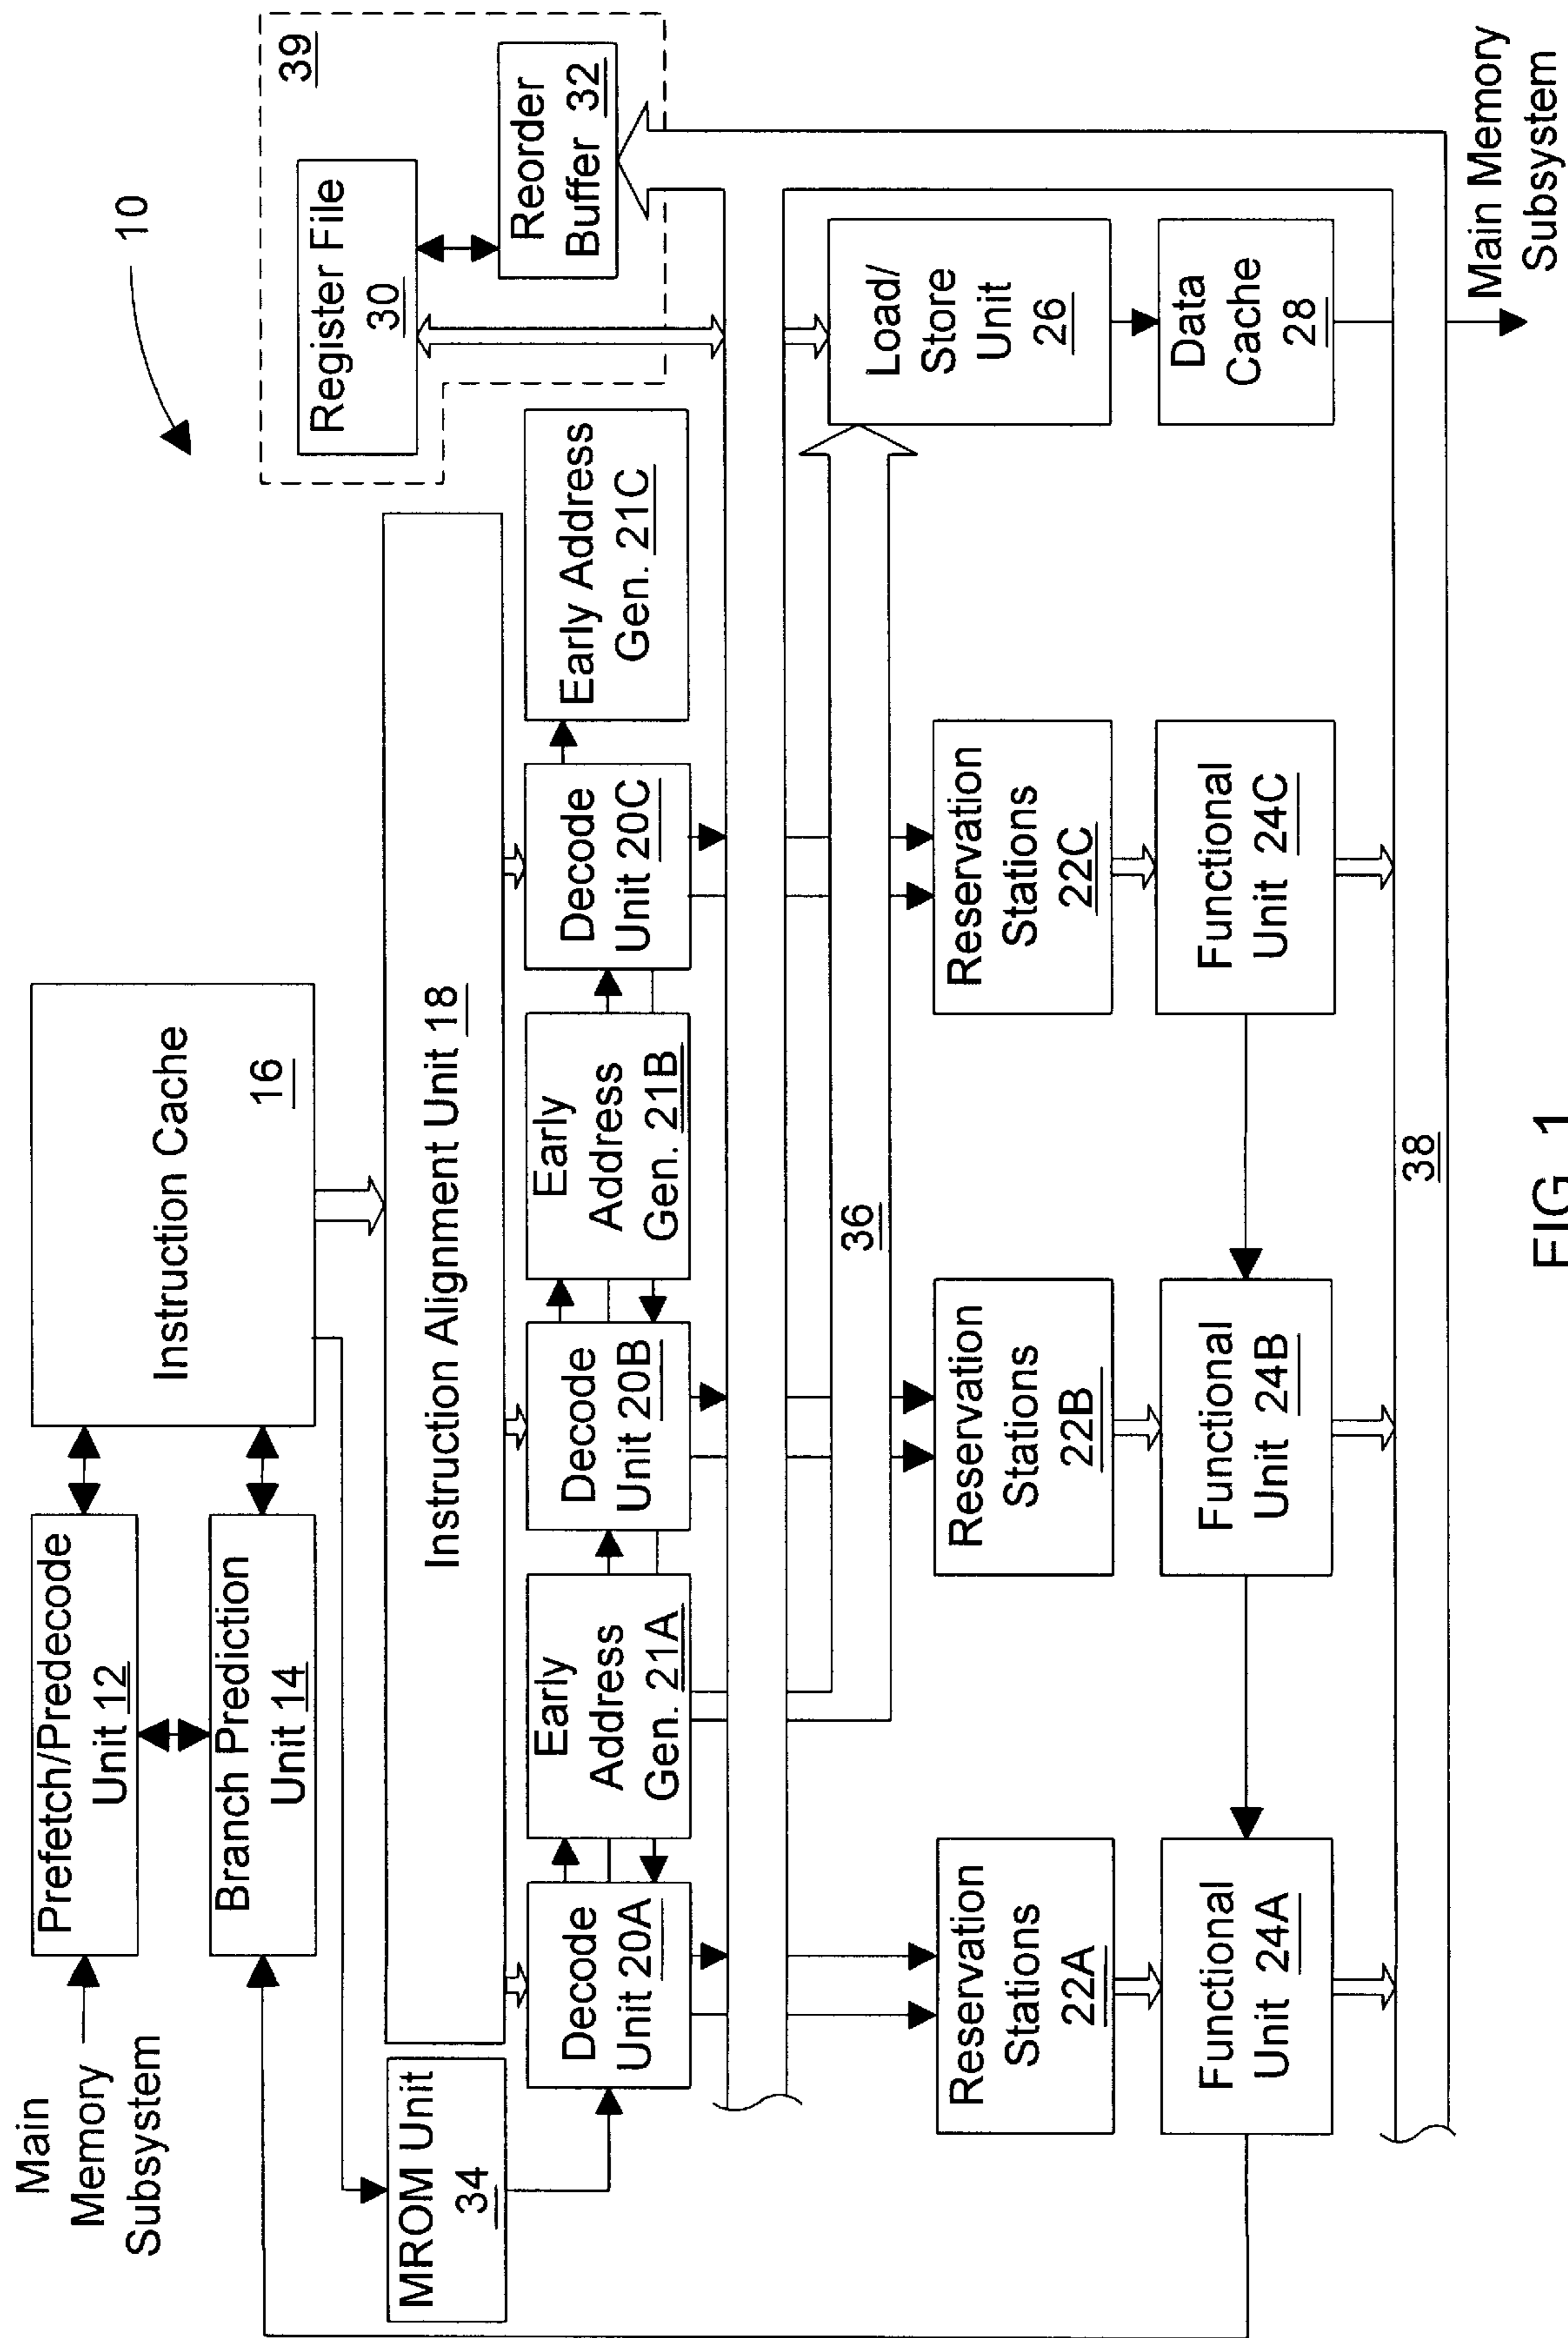 Main
Memory
Subsystem
Prefetch/Predecode
Unit 12
Branch Prediction
Unit 14
Instruction Cache
16
10
39
Register File
30
Reorder
Buffer 32
MROM Unit
34
Instruction Alignment Unit 18
Decode
Unit 20A
Early
Address
Gen. 21A
Decode
Unit 20B
Early
Address
Gen. 21B
Decode
Unit 20C
Early Address
Gen. 21C
36
Load/
Store
Unit
26
Reservation
Stations
22A
Reservation
Stations
22B
Reservation
Stations
22C
Data
Cache
28
Functional
Unit 24A
Functional
Unit 24B
Functional
Unit 24C
38
Main Memory
Subsystem
FIG. 1